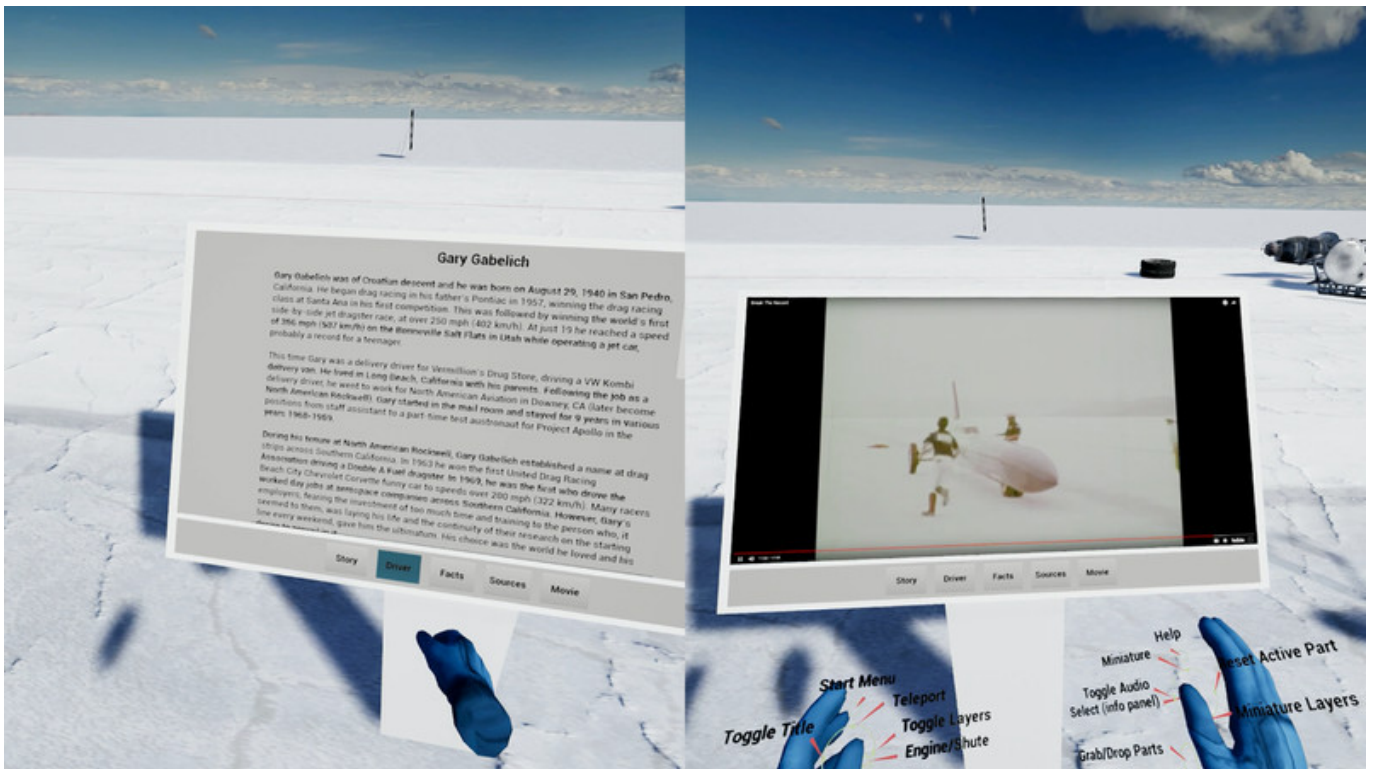 Gary Gabelich
Gary Gabelich was of Croatian descent and he was born on August 29, 1940 in San Pedro,
California. He began drag racing in his father's Pontiac in 1957, winning the drag racing
class at Santa Ana in his first competition. This was followed by winning the world's first
side-by-side jet dragster race, at over 250 mph (402 km/h). At just 19 he reached a speed
of 356 mph (587 km/h) on the Bonneville Salt Flats in Utah while operating a jet car,
probably a record for a teenager.
This time Gary was a delivery driver for Vermillion's Drug Store, driving a VW Kombi
delivery van. He lived in Long Beach, California with his parents. Following the job as a
delivery driver, he went to work for North American Aviation in Downey, CA (later become
North American Rockwell). Gary started in the mail room and stayed for 9 years in various
positions from staff assistant to a part-time test austronaut for Project Apollo in the
years 1968-1969.
During his tenure at North American Rockwell, Gary Gabelich established a name at drag
strips across Southern California. In 1963 he won the first United Drag Racing
Association driving a Double A Fuel dragster. In 1969, he was the first who drove the
Beach City Chevrolet Corvette funny car to speeds over 200 mph (322 km/h). Many racers
worked day jobs at aerospace companies across Southern California. However, Gary's
employers, fearing the investment of too much time and training to the person who, it
seemed to them, was laying his life and the continuity of their research on the starting
line every weekend, gave him the ultimatum. His choice was the world he loved and his
Story
Driver
Facts
Sources
Movie
Break The Record
YouTube
Story
Driver
Facts
Sources
Movie
Start Menu
Teleport
Toggle Title
Toggle Layers
Engine/Shute
Help
Miniature
Reset Active Part
Toggle Audio
Select (info panel)
Miniature Layers
Grab/Drop Parts